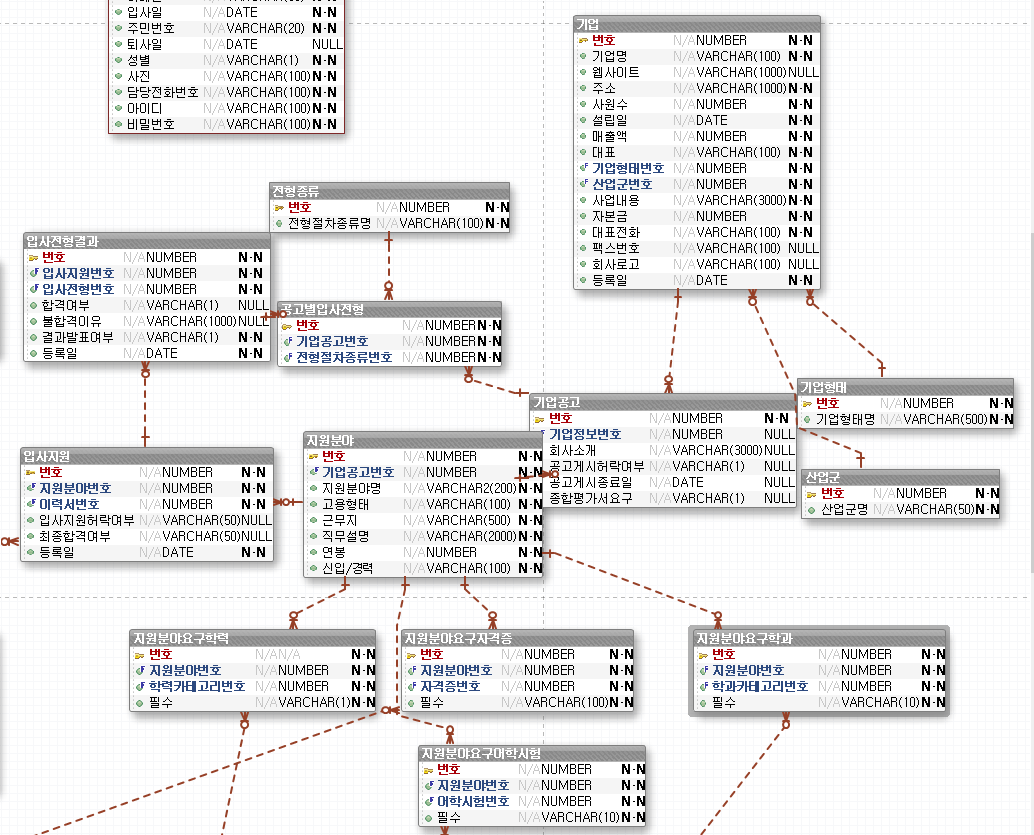 입사일 N/A DATE N-N
주민번호 N/A VARCHAR(20) N-N
퇴사일 N/A DATE NULL
성별 N/A VARCHAR(1) N-N
사진 N/A VARCHAR(100) N-N
담당전화번호 N/A VARCHAR(100) N-N
아이디 N/A VARCHAR(100) N-N
비밀번호 N/A VARCHAR(100) N-N
기업
번호 N/A NUMBER N-N
기업명 N/A VARCHAR(100) N-N
웹사이트 N/A VARCHAR(1000) NULL
주소 N/A VARCHAR(1000) N-N
사원수 N/A NUMBER N-N
설립일 N/A DATE N-N
매출액 N/A NUMBER N-N
대표 N/A VARCHAR(100) N-N
기업형태번호 N/A NUMBER N-N
산업군번호 N/A NUMBER N-N
사업내용 N/A VARCHAR(3000) N-N
자본금 N/A NUMBER N-N
대표전화 N/A VARCHAR(100) N-N
팩스번호 N/A VARCHAR(100) NULL
회사로고 N/A VARCHAR(100) NULL
등록일 N/A DATE N-N
전형종류
번호 N/A NUMBER N-N
전형절차종류명 N/A VARCHAR(100) N-N
입사전형결과
번호 N/A NUMBER N-N
입사지원번호 N/A NUMBER N-N
입사전형번호 N/A NUMBER N-N
합격여부 N/A VARCHAR(1) NULL
불합격이유 N/A VARCHAR(1000) NULL
결과발표여부 N/A VARCHAR(1) N-N
등록일 N/A DATE N-N
공고별입사전형
번호 N/A NUMBER N-N
기업공고번호 N/A NUMBER N-N
전형절차종류번호 N/A NUMBER N-N
기업형태
번호 N/A NUMBER N-N
기업형태명 N/A VARCHAR(500) N-N
기업공고
번호 N/A NUMBER N-N
기업정보번호 N/A NUMBER NULL
회사소개 N/A VARCHAR(3000) NULL
공고게시허락여부 N/A VARCHAR(1) NULL
공고게시종료일 N/A DATE NULL
종합평가서요구 N/A VARCHAR(1) NULL
산업군
번호 N/A NUMBER N-N
산업군명 N/A VARCHAR(50) N-N
입사지원
번호 N/A NUMBER N-N
지원분야번호 N/A NUMBER N-N
이력서번호 N/A NUMBER N-N
입사지원허락여부 N/A VARCHAR(50) NULL
최종합격여부 N/A VARCHAR(50) NULL
등록일 N/A DATE N-N
지원분야
번호 N/A NUMBER N-N
기업공고번호 N/A NUMBER N-N
지원분야명 N/A VARCHAR2(200) N-N
고용형태 N/A VARCHAR(100) N-N
근무지 N/A VARCHAR(500) N-N
직무설명 N/A VARCHAR(2000) N-N
연봉 N/A NUMBER N-N
신입/경력 N/A VARCHAR(100) N-N
지원분야요구학력
번호 N/A N/A N-N
지원분야번호 N/A NUMBER N-N
학력카테고리번호 N/A NUMBER N-N
필수 N/A VARCHAR(1) N-N
지원분야요구자격증
번호 N/A NUMBER N-N
지원분야번호 N/A NUMBER N-N
자격증번호 N/A NUMBER N-N
필수 N/A VARCHAR(100) N-N
지원분야요구학과
번호 N/A NUMBER N-N
지원분야번호 N/A NUMBER N-N
학과카테고리번호 N/A NUMBER N-N
필수 N/A VARCHAR(10) N-N
지원분야요구어학시험
번호 N/A NUMBER N-N
지원분야번호 N/A NUMBER N-N
어학시험번호 N/A NUMBER N-N
필수 N/A VARCHAR(10) N-N